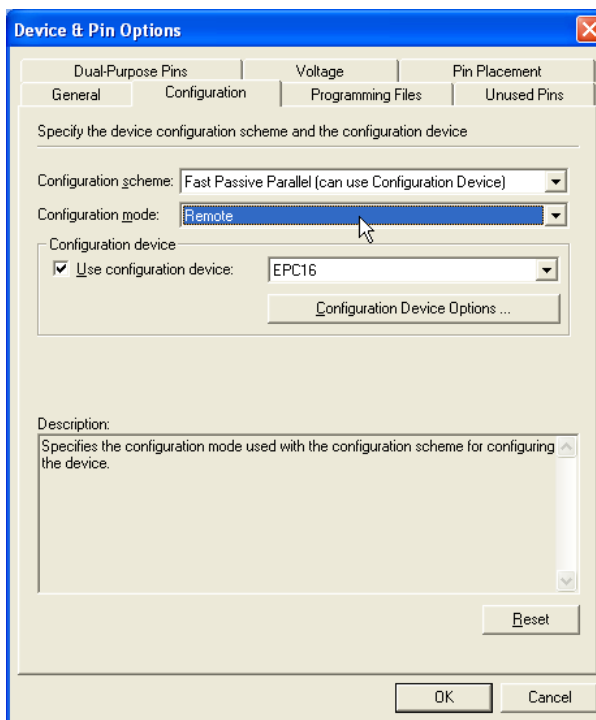 Device & Pin Options
Dual-Purpose Pins Voltage Pin Placement
General Configuration Programming Files Unused Pins
Specify the device configuration scheme and the configuration device
Configuration scheme: Fast Passive Parallel (can use Configuration Device)
Configuration mode: Remote
Configuration device
Use configuration device: EPC16
Configuration Device Options ...
Description:
Specifies the configuration mode used with the configuration scheme for configuring
the device.
Reset
OK Cancel